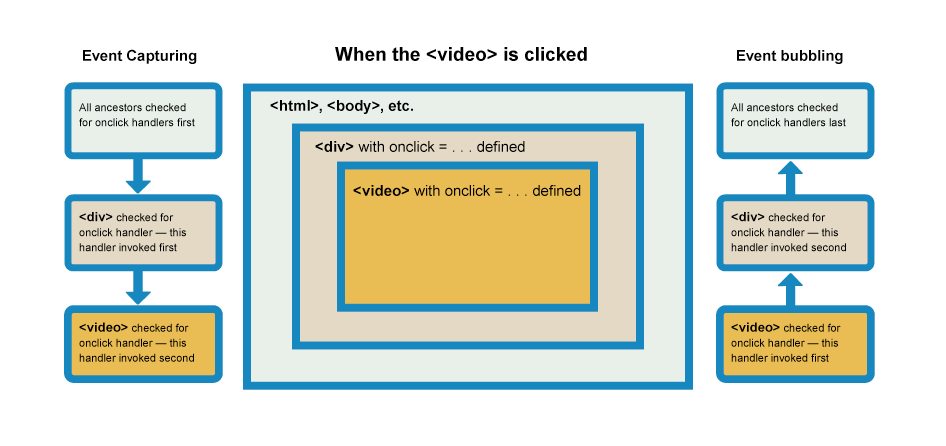 Event Capturing
All ancestors checked
for onclick handlers first
<div> checked for
onclick handler — this
handler invoked first
<video> checked for
onclick handler — this
handler invoked second
When the <video> is clicked
<html>, <body>, etc.
<div> with onclick = . . . defined
<video> with onclick = . . . defined
Event bubbling
All ancestors checked
for onclick handlers last
<div> checked for
onclick handler — this
handler invoked second
<video> checked for
onclick handler — this
handler invoked first